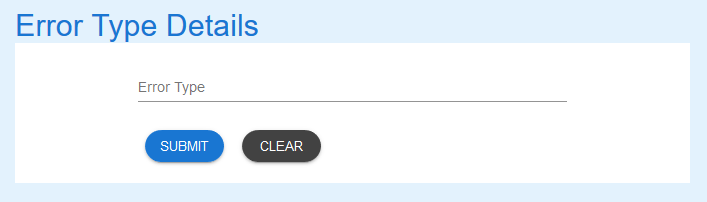 Error Type Details
Error Type
SUBMIT CLEAR